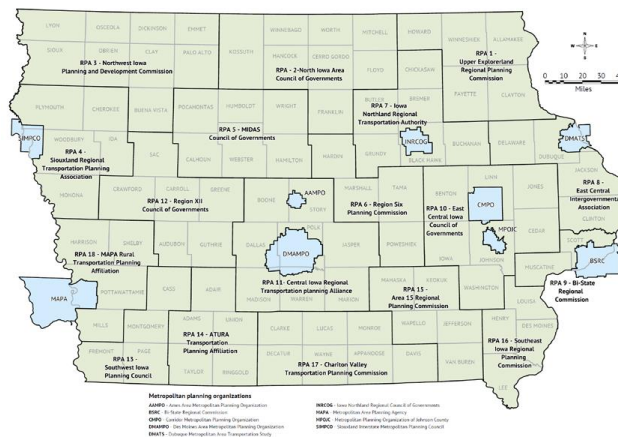 LYON
OSCEOLA
DICKINSON
EMMET
WINNEBAGO
WORTH
MITCHELL
HOWARD
WINNESHIEK
ALLAMAKEE
SIOUX
OBRIEN
CLAY
PALO ALTO
KOSSUTH
HANCOCK
CERRO GORDO
FLOYD
CHICKASAW
RPA 3 - Northwest Iowa
Planning and Development Commission
RPA - 2-North Iowa Area
Council of Governments
RPA 1 -
Upper Explorerland
Regional Planning
Commission
N
W
E
S
0 10 20 30
Miles
PLYMOUTH
CHEROKEE
BUENA VISTA
POCAHONTAS
HUMBOLDT
WRIGHT
FRANKLIN
BUTLER
BREMER
FAYETTE
CLAYTON
RPA 7 - Iowa
Northland Regional
Transportation Authority
RPA 5 - MIDAS
Council of Governments
SIMPCO
WOODBURY
IDA
SAC
CALHOUN
WEBSTER
HAMILTON
HARDIN
GRUNDY
INRCOG
BLACK HAWK
BUCHANAN
DELAWARE
DUBUQUE
DMATS
RPA 4 -
Siouxland Regional
Transportation Planning
Association
MONONA
CRAWFORD
CARROLL
GREENE
BOONE
STORY
AAMPO
MARSHALL
TAMA
BENTON
LINN
JONES
JACKSON
RPA 12 - Region XII
Council of Governments
RPA 6 - Region Six
Planning Commission
RPA 10 - East
Central Iowa
Council of
Governments
CMPO
MPOJC
RPA 8 -
East Central
Intergovernmental
Association
CLINTON
CEDAR
HARRISON
SHELBY
AUDUBON
GUTHRIE
DALLAS
POLK
JASPER
POWESHIEK
IOWA
JOHNSON
SCOTT
BSRC
RPA 18 - MAPA Rural
Transportation Planning
Affiliation
DMAMPO
MUSCATINE
RPA 9 - Bi-State
Regional
Commission
MAPA
POTTAWATTAMIE
CASS
ADAIR
MADISON
WARREN
MARION
MAHASKA
KEOKUK
WASHINGTON
LOUISA
RPA 11- Central Iowa Regional
Transportation planning Alliance
RPA 15 -
Area 15 Regional
Planning Commission
MILLS
MONTGOMERY
ADAMS
UNION
CLARKE
LUCAS
MONROE
WAPELLO
JEFFERSON
HENRY
DES MOINES
RPA 14 - ATURA
Transportation
Planning Affiliation
RPA 16 - Southeast
Iowa Regional
Planning
Commission
FREMONT
PAGE
TAYLOR
RINGGOLD
DECATUR
WAYNE
APPANOOSE
DAVIS
VAN BUREN
LEE
RPA 13 -
Southwest Iowa
Planning Council
RPA 17 - Chariton Valley
Transportation Planning Commission
Metropolitan planning organizations
AAMPO - Ames Area Metropolitan Planning Organization
BSRC - Bi-State Regional Commission
CMPO - Corridor Metropolitan Planning Organization
DMAMPO - Des Moines Area Metropolitan Planning Organization
DMATS - Dubuque Metropolitan Area Transportation Study
INRCOG - Iowa Northland Regional Council of Governments
MAPA - Metropolitan Area Planning Agency
MPOJC - Metropolitan Planning Organization of Johnson County
SIMPCO - Siouxland Interstate Metropolitan Planning Council